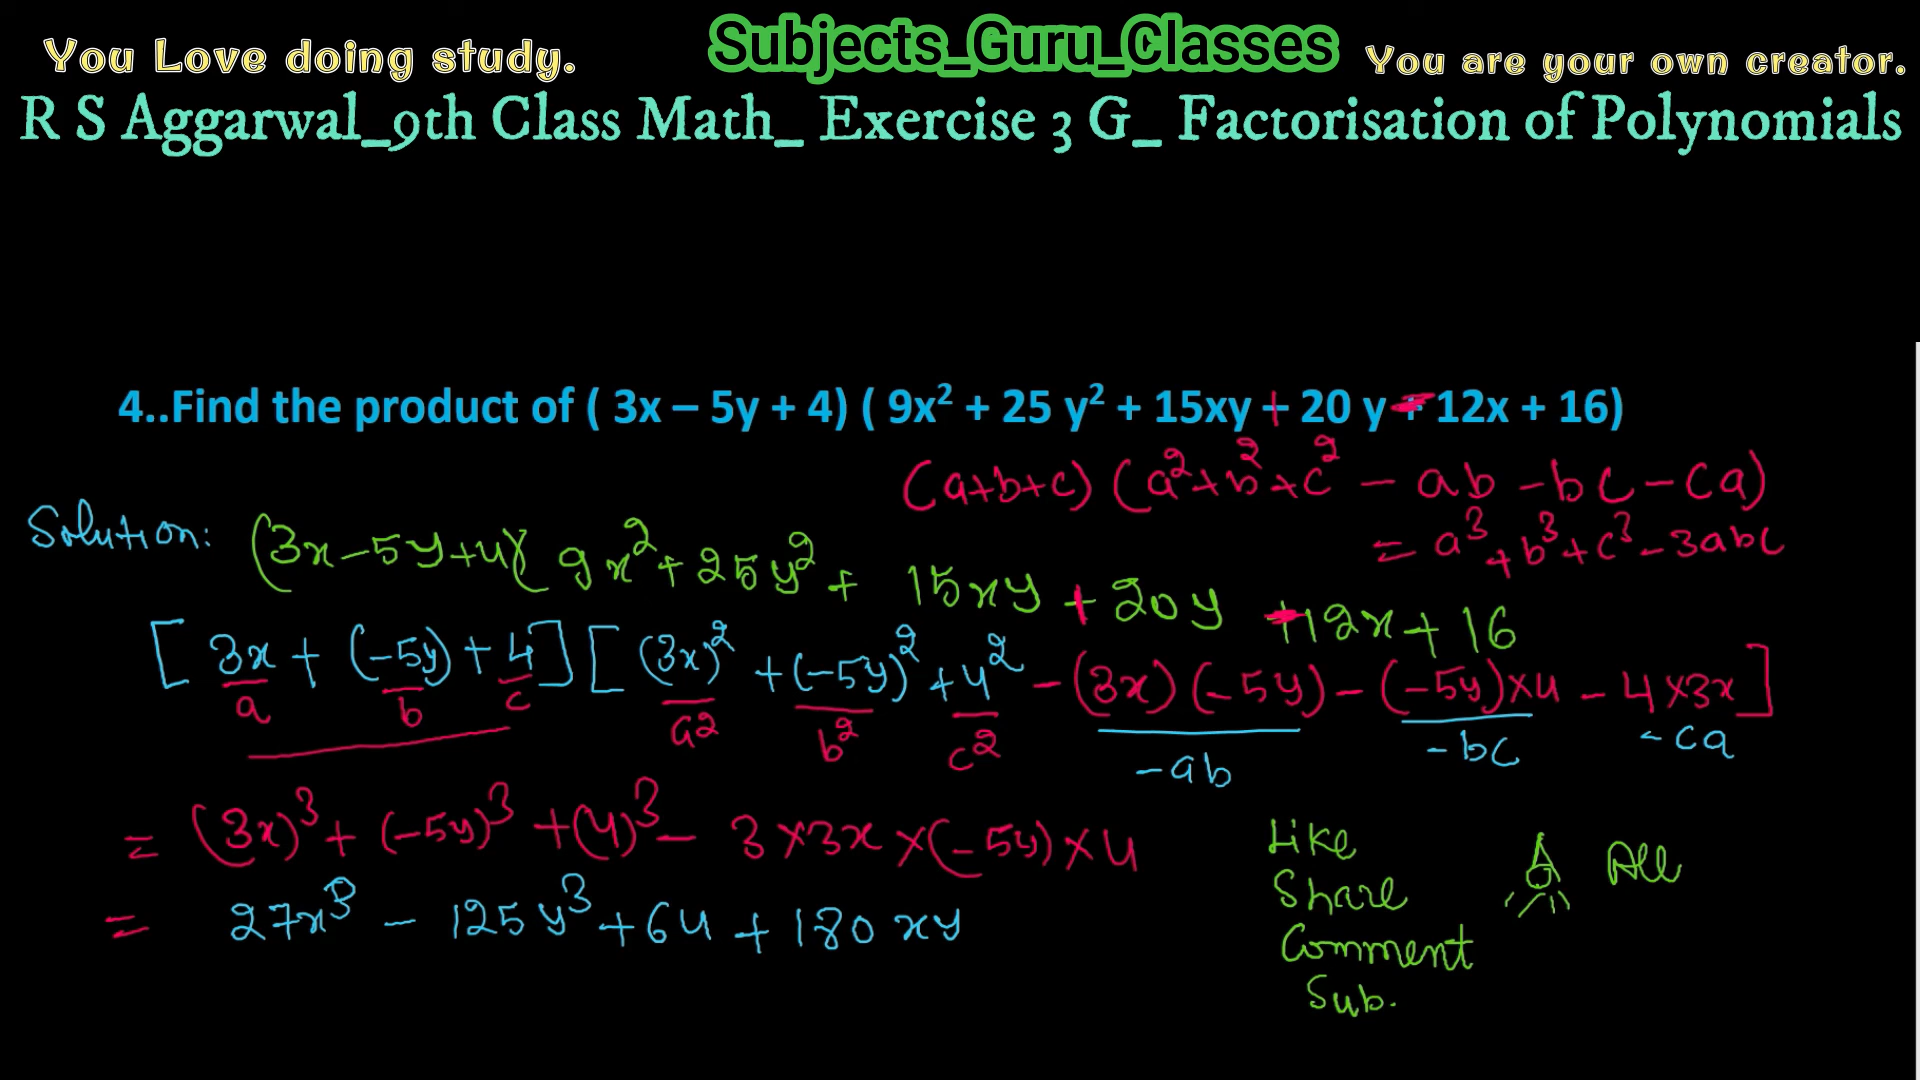 You Love doing study. Subjects_Guru_Classes You are your own creator.
R S Aggarwal_9th Class Math_ Exercise 3 G_ Factorisation of Polynomials
4..Find the product of ( 3x – 5y + 4) ( 9x² + 25 y² + 15xy + 20 y - 12x + 16)
(a+b+c) (a²+b²+c² - ab - bc - ca)
= a³+b³+c³-3abc
Solution: (3x-5y+4)( 9x²+25y²+ 15xy + 20y -12x+16
[ 3x + (-5y) + 4 ] [ (3x)² + (-5y)² + 4² - (3x) (-5y) - (-5y)×4 - 4×3x ]
a b c a² b² c² -ab -bc -ca
= (3x)³ + (-5y)³ + (4)³ - 3×3x×(-5y)×4
= 27x³ - 125y³ + 64 + 180 xy
Like
Share All
Comment
Sub.